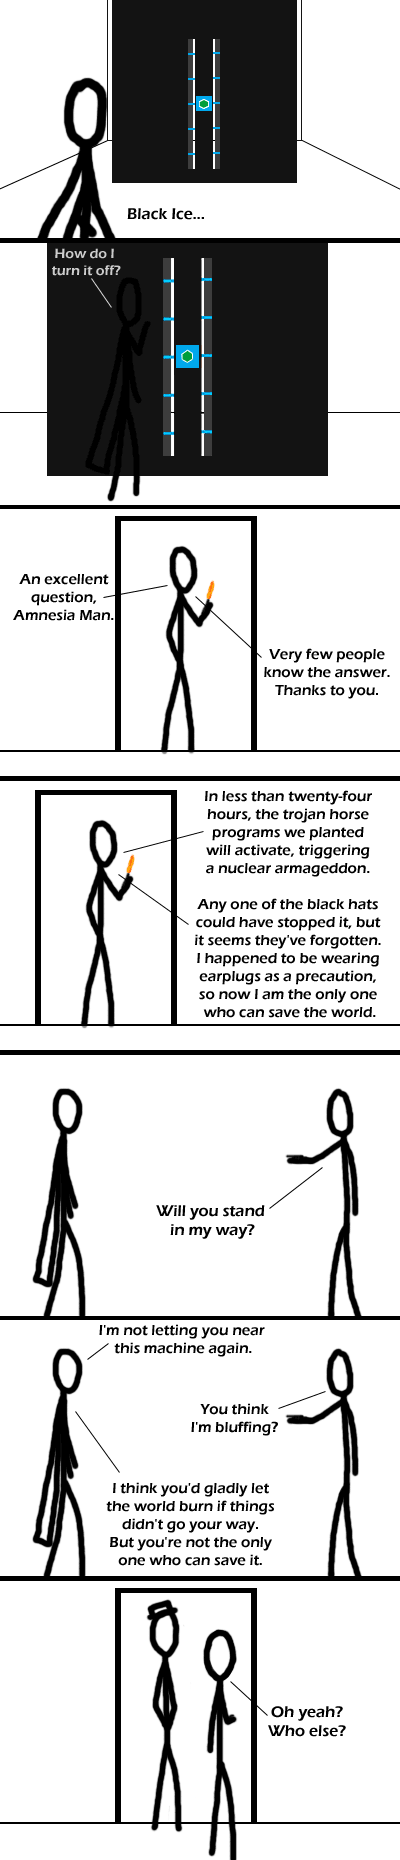 Black Ice...
How do I
turn it off?
An excellent
question,
Amnesia Man.
Very few people
know the answer.
Thanks to you.
In less than twenty-four
hours, the trojan horse
programs we planted
will activate, triggering
a nuclear armageddon.
Any one of the black hats
could have stopped it, but
it seems they've forgotten.
I happened to be wearing
earplugs as a precaution,
so now I am the only one
who can save the world.
Will you stand
in my way?
I'm not letting you near
this machine again.
You think
I'm bluffing?
I think you'd gladly let
the world burn if things
didn't go your way.
But you're not the only
one who can save it.
Oh yeah?
Who else?